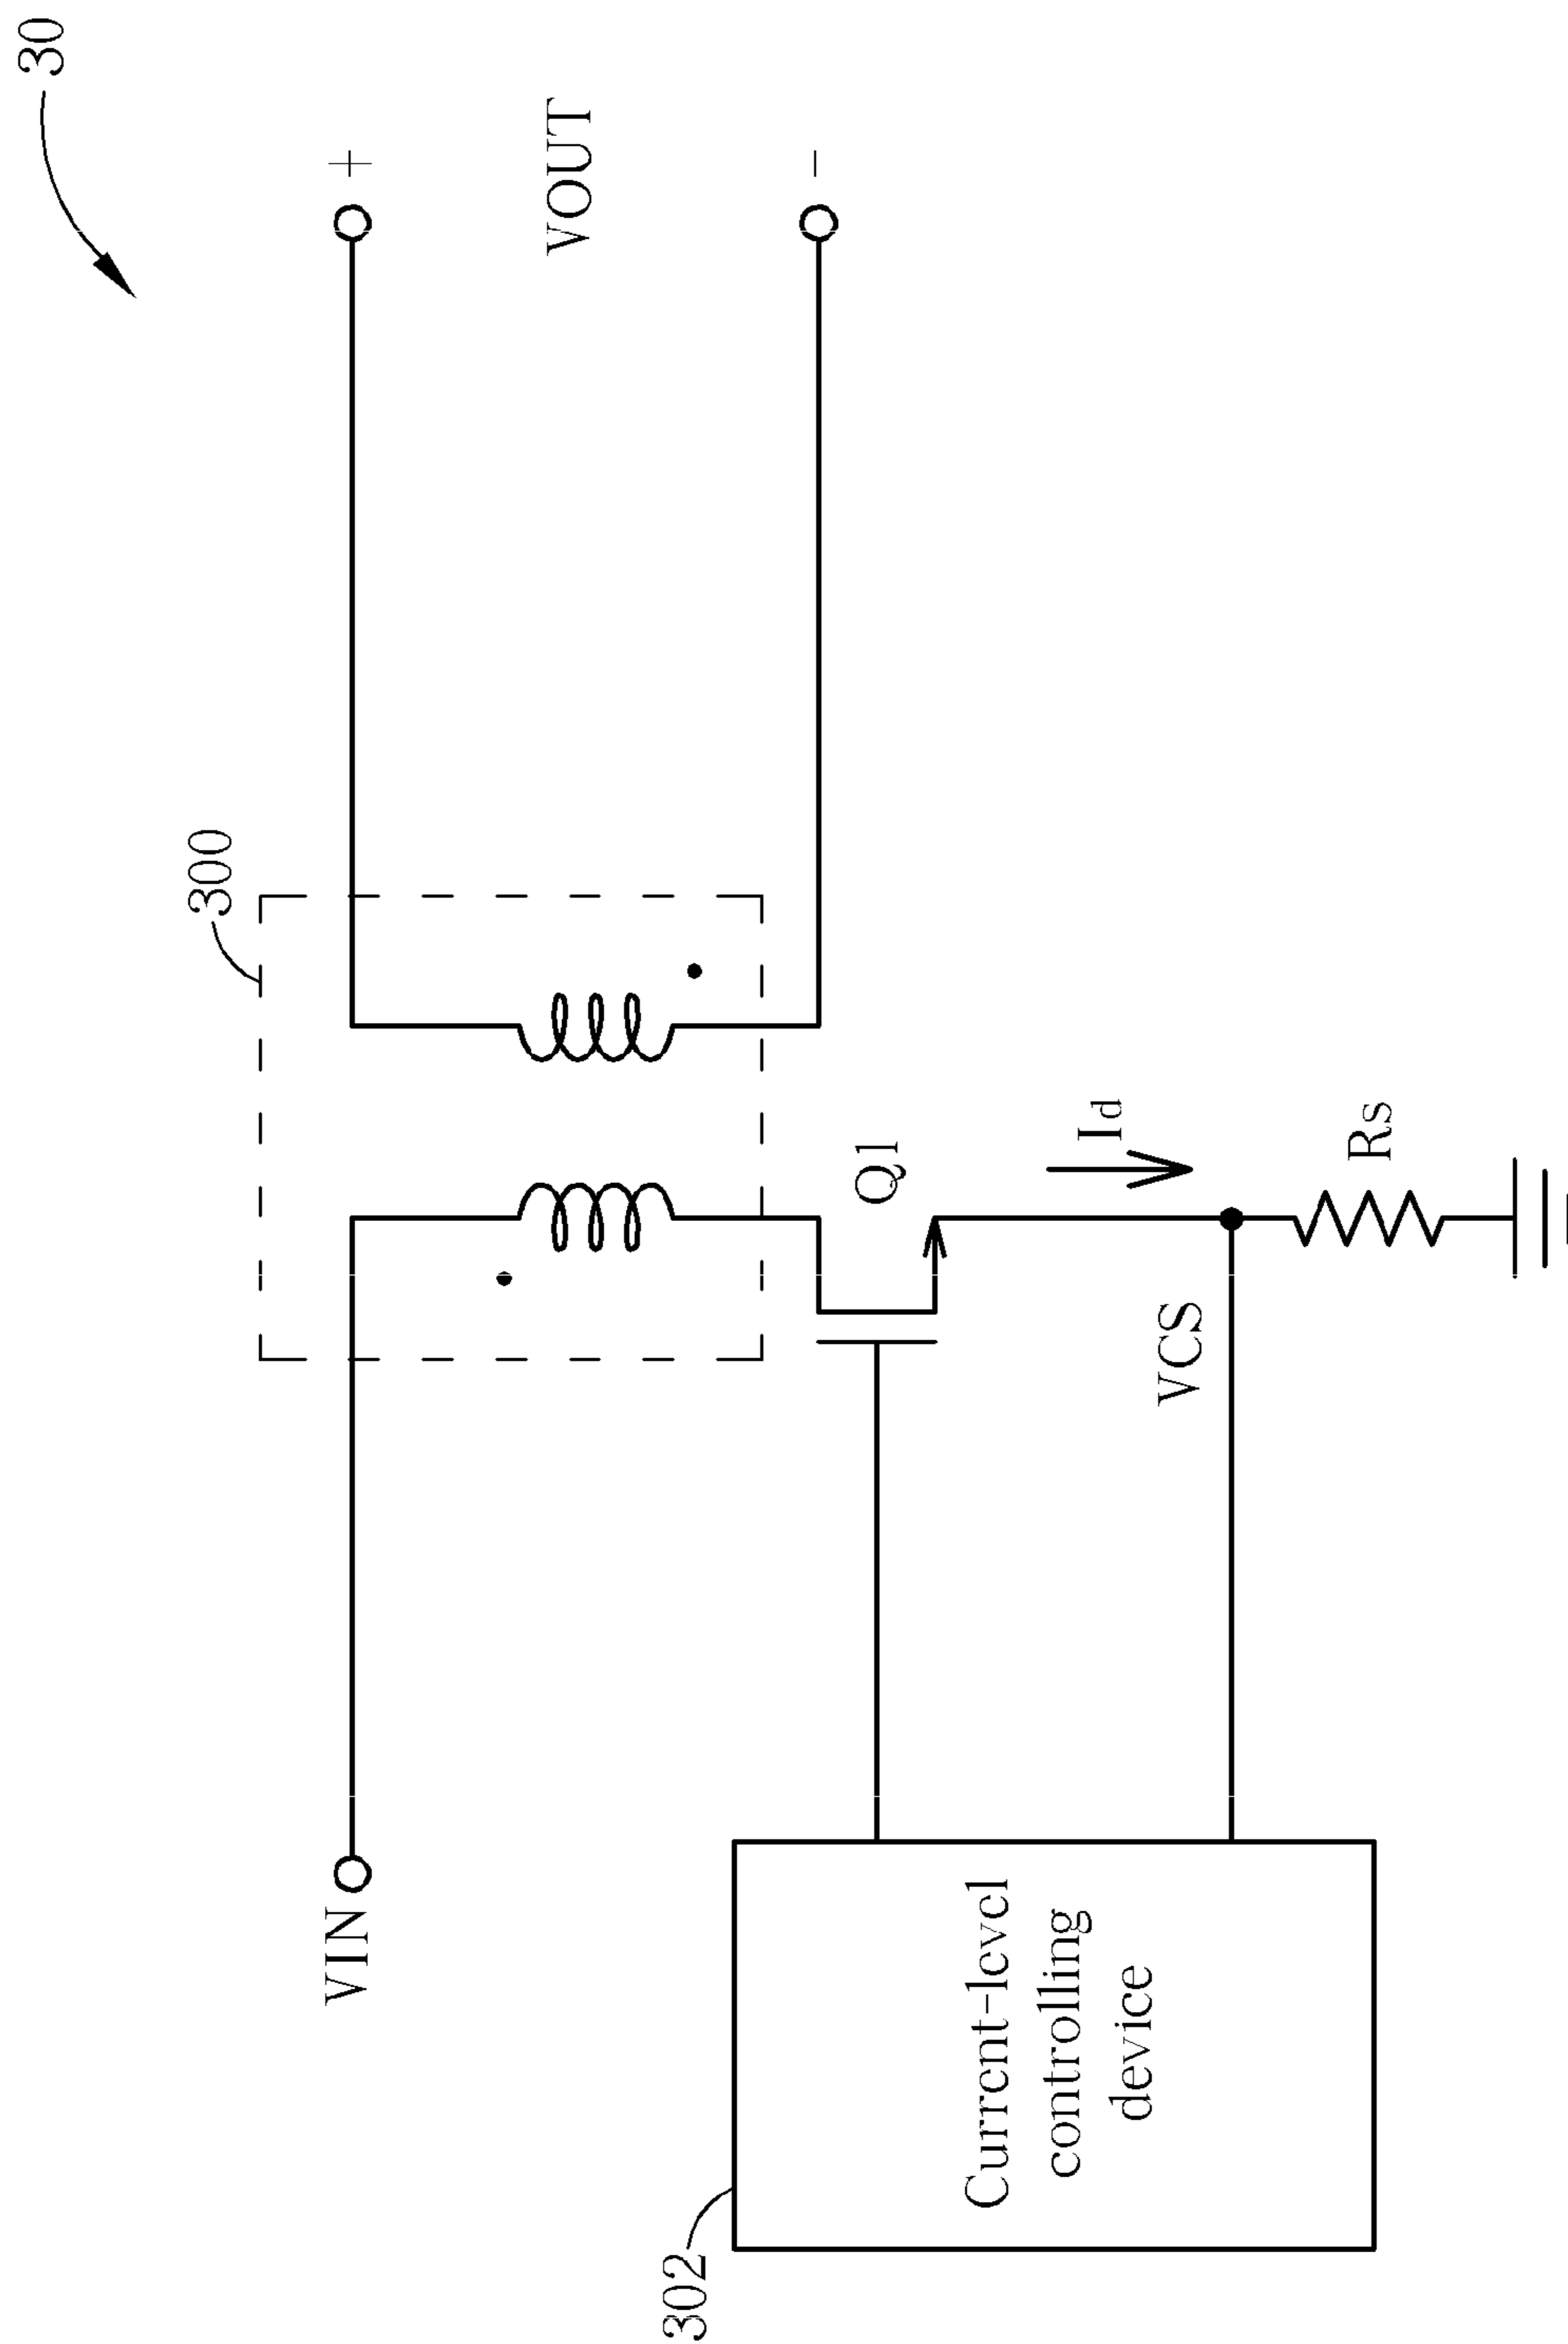 30
300
VIN
+
VOUT
-
Q1
302
Current-level
controlling
device
Id
VCS
Rs